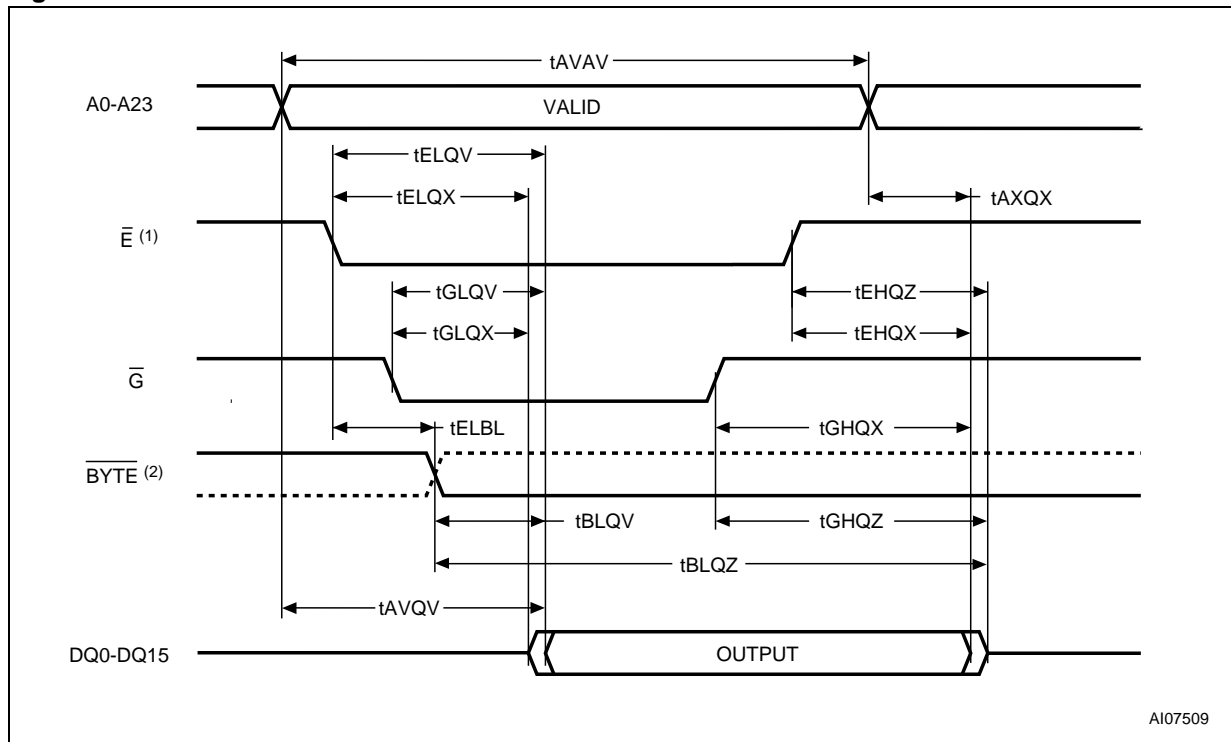 tAVAV
A0-A23
VALID
tELQV
tELQX
tAXQX
E̅ (1)
tGLQV
tEHQZ
tGLQX
tEHQX
G̅
tELBL
tGHQX
B̅Y̅T̅E̅ (2)
tBLQV
tGHQZ
tBLQZ
tAVQV
DQ0-DQ15
OUTPUT
AI07509